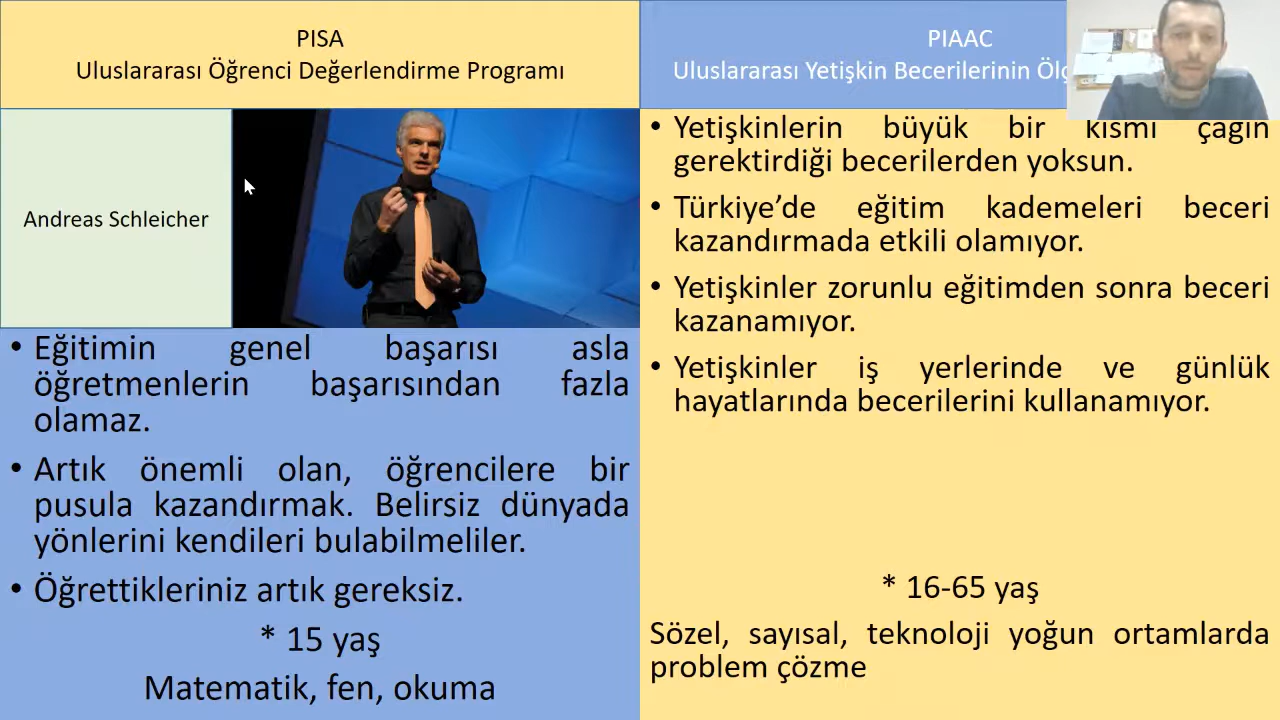 PISA
Uluslararası Öğrenci Değerlendirme Programı
Andreas Schleicher
• Eğitimin genel başarısı asla
öğretmenlerin başarısından fazla
olamaz.
• Artık önemli olan, öğrencilere bir
pusula kazandırmak. Belirsiz dünyada
yönlerini kendileri bulabilmeliler.
• Öğrettikleriniz artık gereksiz.
* 15 yaş
Matematik, fen, okuma
PIAAC
Uluslararası Yetişkin Becerilerinin
• Yetişkinlerin büyük bir kısmı çağın
gerektirdiği becerilerden yoksun.
• Türkiye’de eğitim kademeleri beceri
kazandırmada etkili olamıyor.
• Yetişkinler zorunlu eğitimden sonra beceri
kazanamıyor.
• Yetişkinler iş yerlerinde ve günlük
hayatlarında becerilerini kullanamıyor.
* 16-65 yaş
Sözel, sayısal, teknoloji yoğun ortamlarda
problem çözme